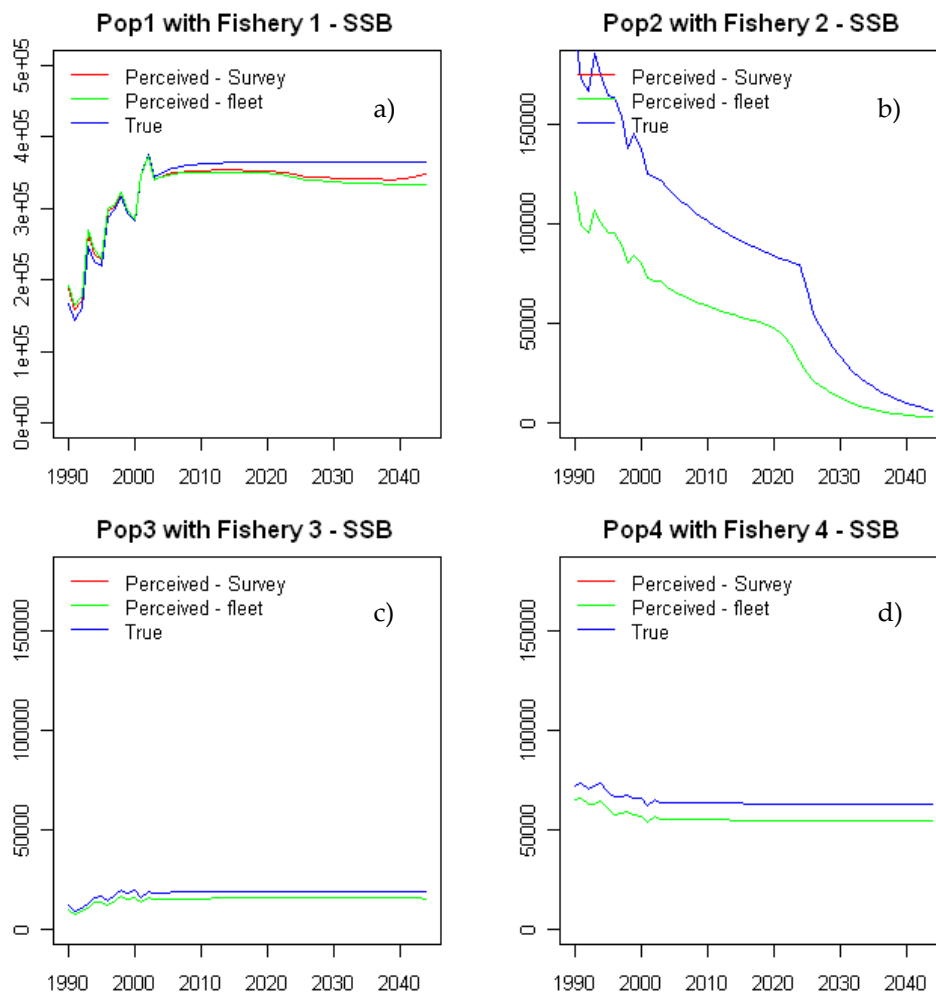 Pop1 with Fishery 1 - SSB
Perceived - Survey
Perceived - fleet
True
a)
5e+05
4e+05
3e+05
2e+05
1e+05
0e+00
1990 2000 2010 2020 2030 2040
Pop2 with Fishery 2 - SSB
Perceived - Survey
Perceived - fleet
True
b)
150000
100000
50000
0
1990 2000 2010 2020 2030 2040
Pop3 with Fishery 3 - SSB
Perceived - Survey
Perceived - fleet
True
c)
150000
100000
50000
0
1990 2000 2010 2020 2030 2040
Pop4 with Fishery 4 - SSB
Perceived - Survey
Perceived - fleet
True
d)
150000
100000
50000
0
1990 2000 2010 2020 2030 2040